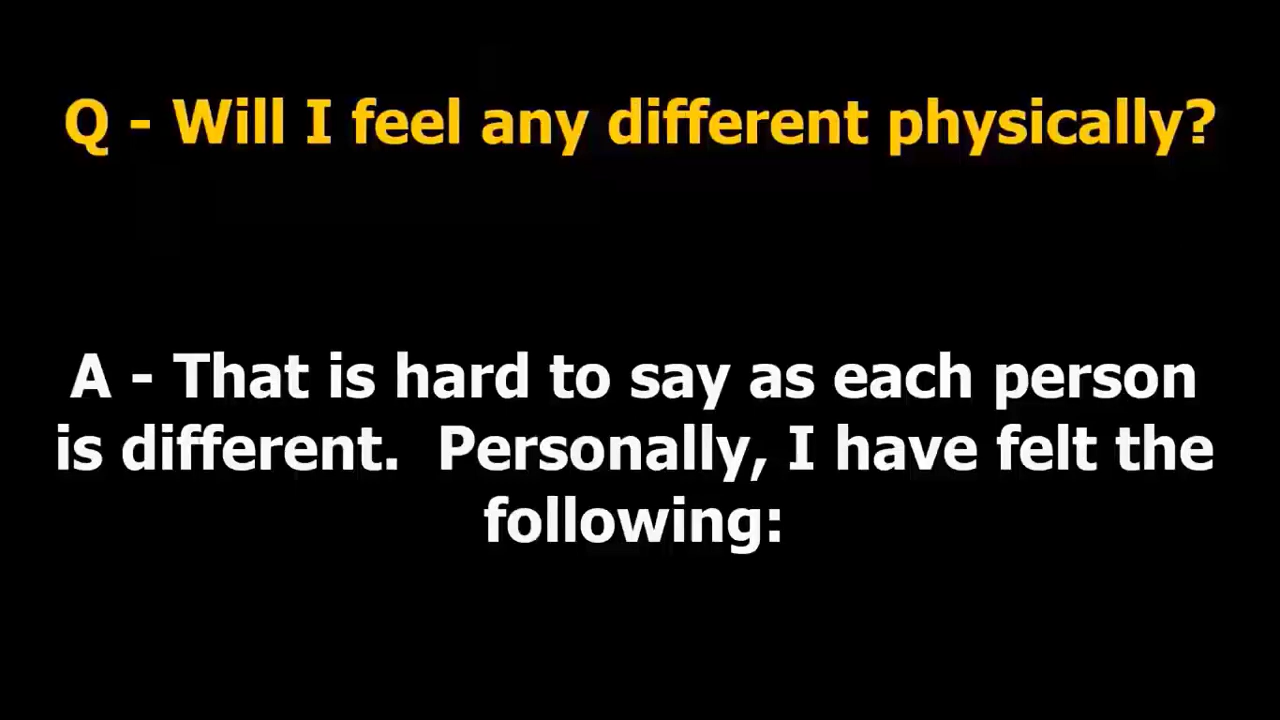 Q - Will I feel any different physically?
A - That is hard to say as each person
is different.  Personally, I have felt the
following: